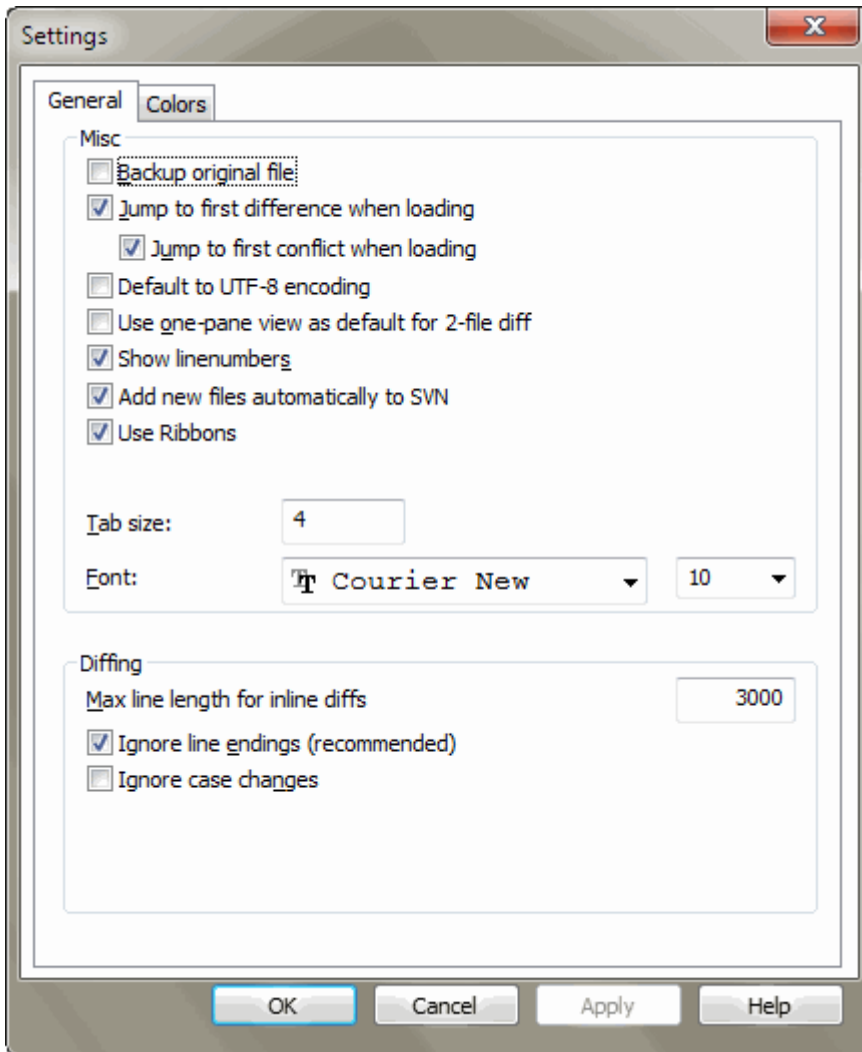 Settings
General Colors
Misc
Backup original file
Jump to first difference when loading
Jump to first conflict when loading
Default to UTF-8 encoding
Use one-pane view as default for 2-file diff
Show linenumbers
Add new files automatically to SVN
Use Ribbons
Tab size: 4
Font: Courier New 10
Diffing
Max line length for inline diffs 3000
Ignore line endings (recommended)
Ignore case changes
OK Cancel Apply Help